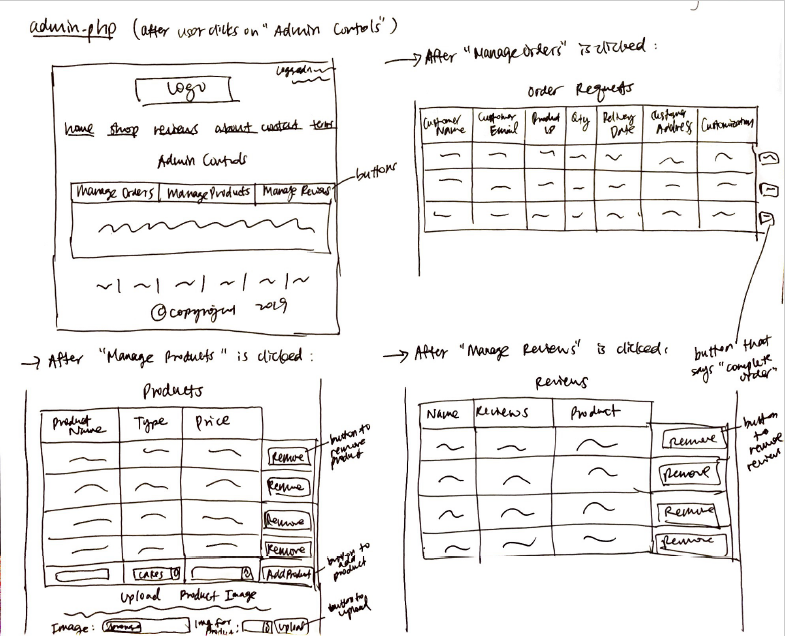 admin.php (after user clicks on "Admin Controls")
Logo
home shop reviews about contact terms
Admin Controls
Manage Orders Manage Products Manage Reviews
buttons
©copyright 2019
→ After "Manage Orders" is clicked:
Order Requests
Customer Name
Customer Email
Product ID
Qty
Delivery Date
Customer Address
Customization
button that says "complete order"
→ After "Manage Products" is clicked:
Products
Product Name
Type
Price
Remove
Remove
Remove
Remove
button to remove product
CAKES
Add Product
button to add product
Upload Product Image
Image:
Img for Product:
Upload
button to upload
→ After "Manage Reviews" is clicked:
Reviews
Name
Reviews
Product
Remove
Remove
Remove
Remove
button to remove review